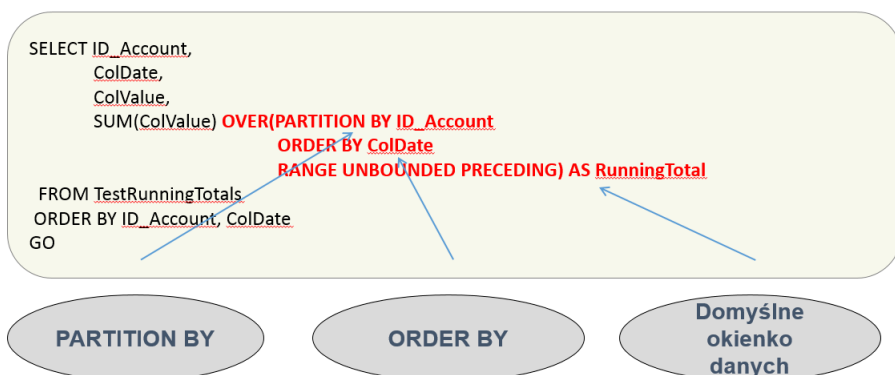 SELECT ID_Account,
ColDate,
ColValue,
SUM(ColValue) OVER(PARTITION BY ID_Account
ORDER BY ColDate
RANGE UNBOUNDED PRECEDING) AS RunningTotal
FROM TestRunningTotals
ORDER BY ID_Account, ColDate
GO
PARTITION BY
ORDER BY
Domyślne
okienko
danych